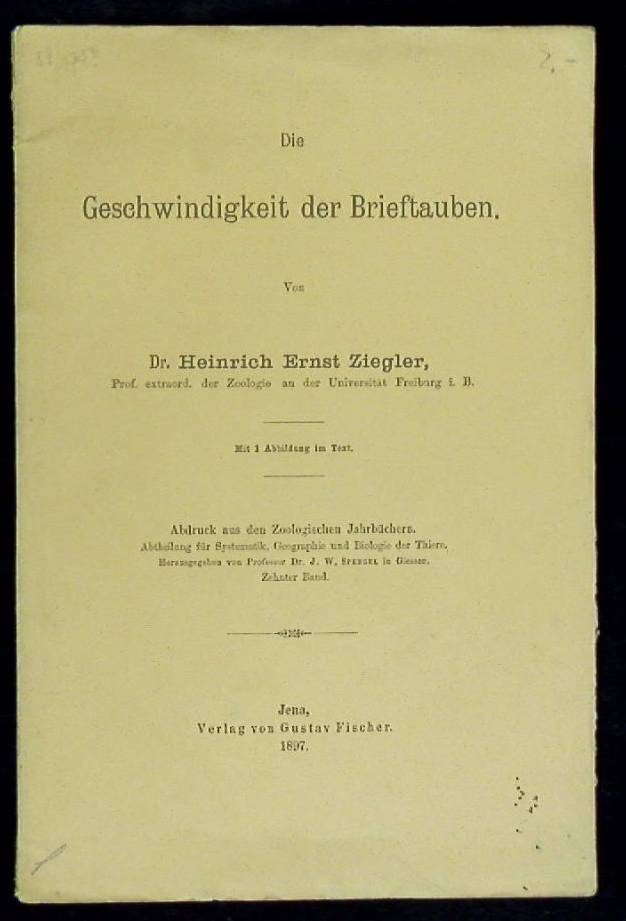 2,-
Die
Geschwindigkeit der Brieftauben.
Von
Dr. Heinrich Ernst Ziegler,
Prof. extraord. der Zoologie an der Universität Freiburg i. B.
Mit 1 Abbildung im Text.
Abdruck aus den Zoologischen Jahrbüchern.
Abtheilung für Systematik, Geographie und Biologie der Thiere.
Herausgegeben von Professor Dr. J. W. SPENGEL in Giessen.
Zehnter Band.
Jena,
Verlag von Gustav Fischer.
1897.